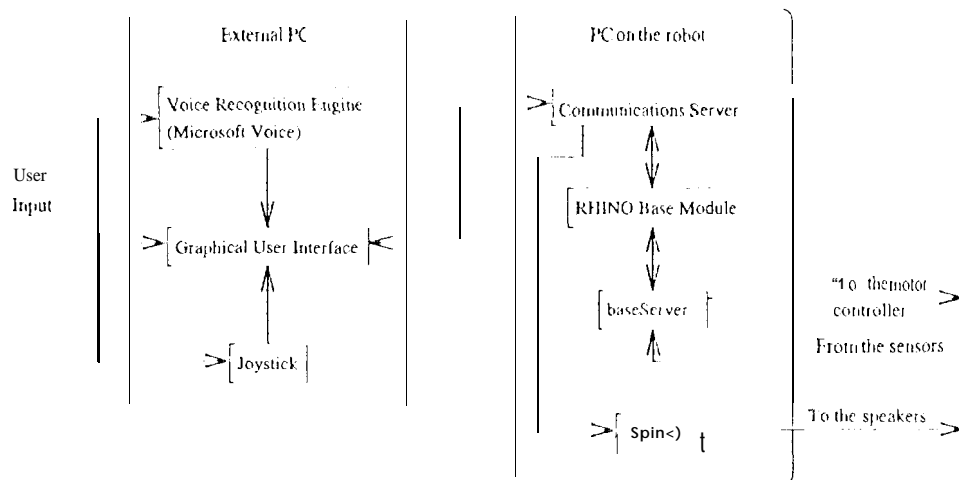 External PC
PC on the robot
Voice Recognition Engine
(Microsoft Voice)
Communications Server
User
Input
RHINO Base Module
Graphical User Interface
baseServer
"To the motor
controller
From the sensors
Joystick
To the speakers
Spin<) t